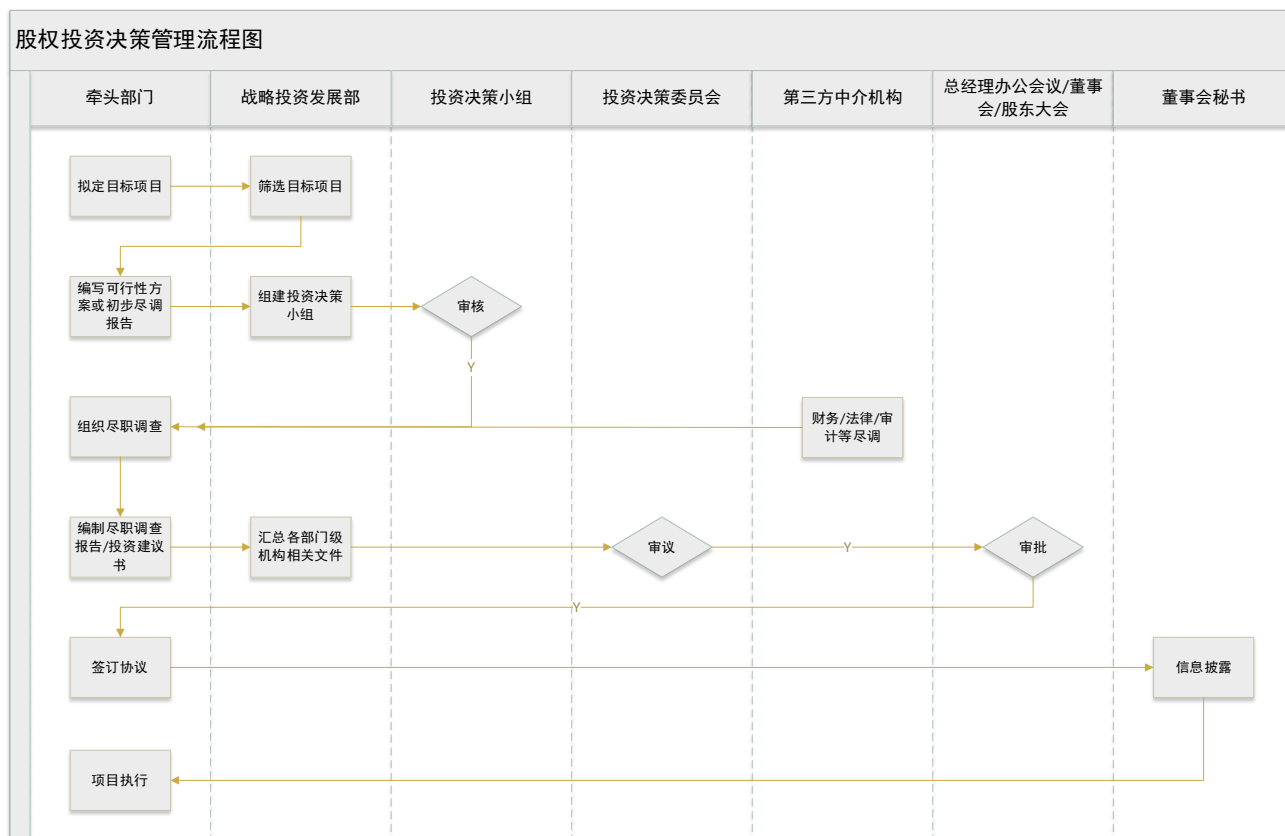 股权投资决策管理流程图
牵头部门
战略投资发展部
投资决策小组
投资决策委员会
第三方中介机构
总经理办公会议/董事
会/股东大会
董事会秘书
拟定目标项目
筛选目标项目
编写可行性方
案或初步尽调
报告
组建投资决策
小组
审核
Y
组织尽职调查
财务/法律/审
计等尽调
编制尽职调查
报告/投资建议
书
汇总各部门级
机构相关文件
审议
Y
审批
Y
签订协议
信息披露
项目执行